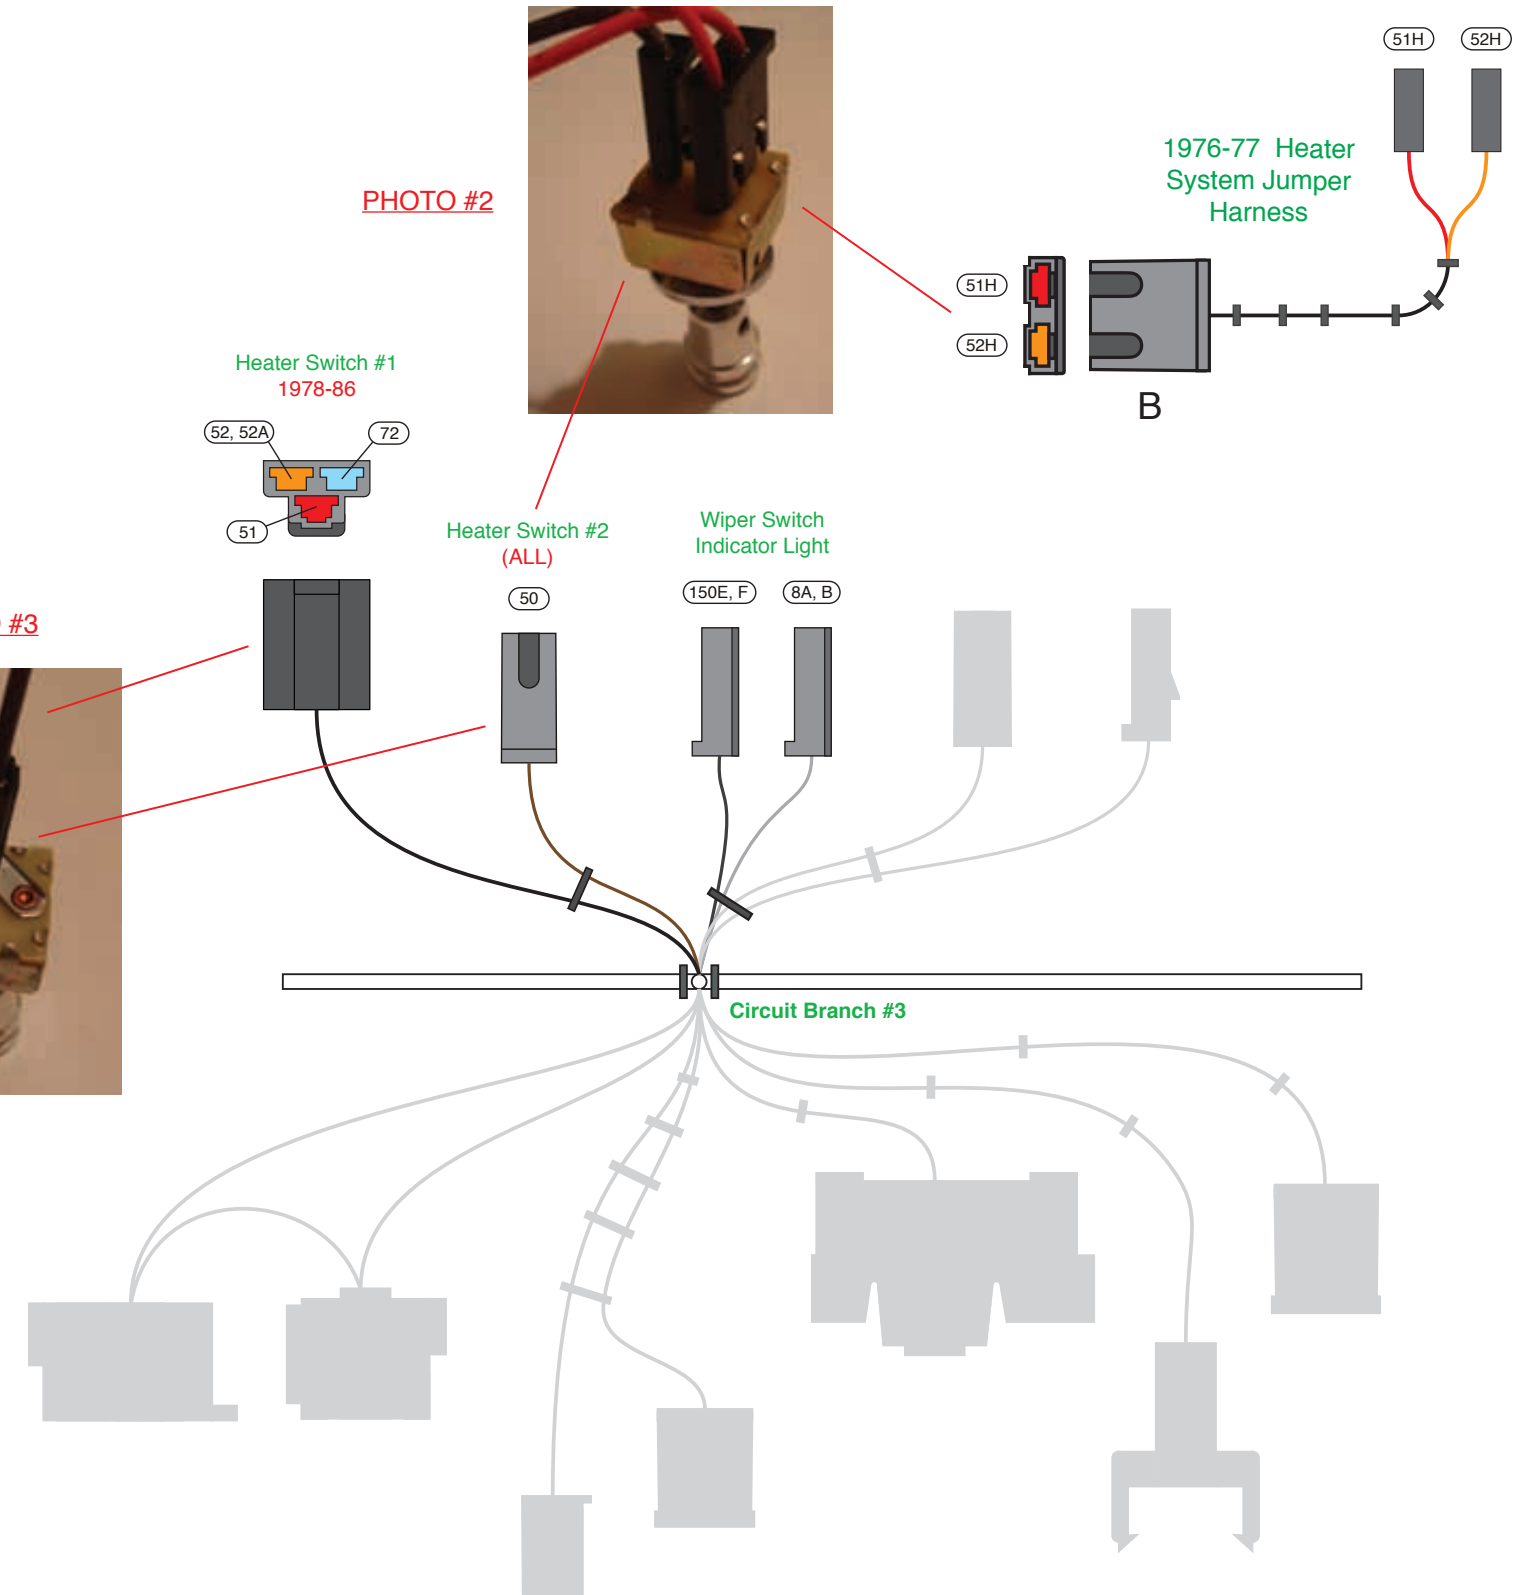 51H
52H
1976-77 Heater
System Jumper
Harness
PHOTO #2
51H
52H
B
Heater Switch #1
1978-86
52, 52A
72
51
Heater Switch #2
(ALL)
50
Wiper Switch
Indicator Light
150E, F
8A, B
#3
Circuit Branch #3